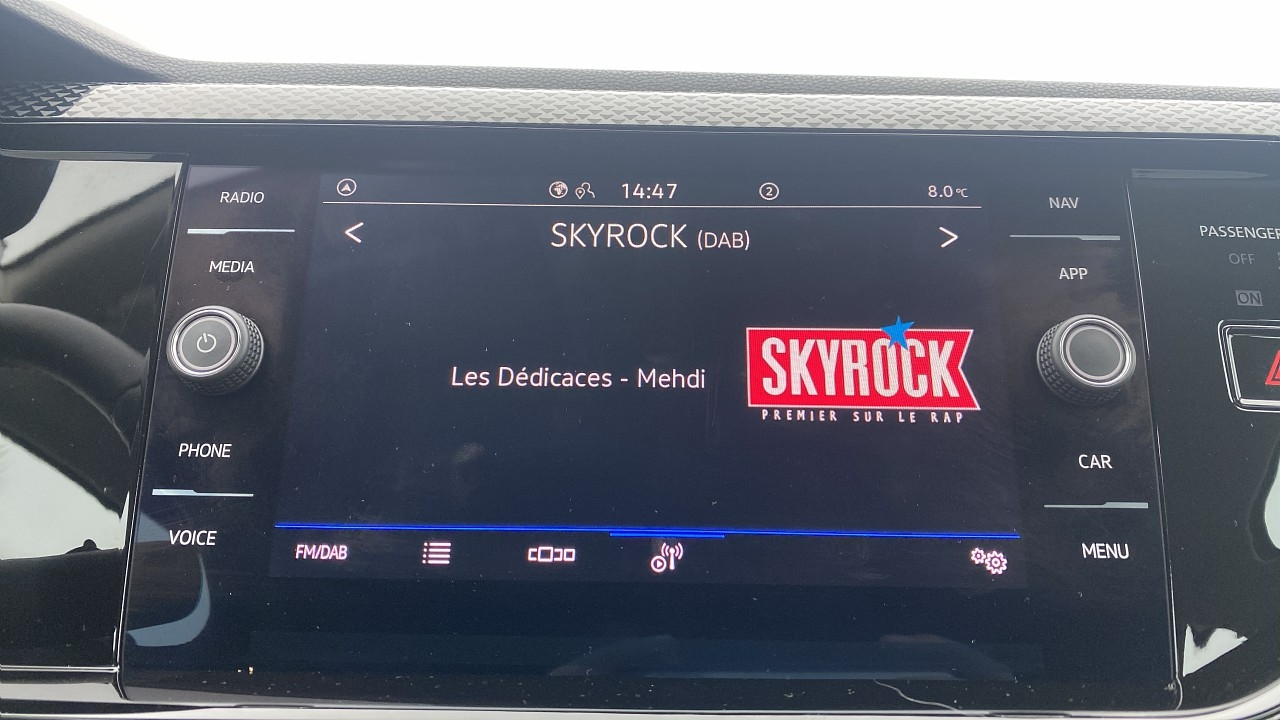 RADIO
MEDIA
PHONE
VOICE
14:47
2
8.0°C
< SKYROCK (DAB) >
Les Dédicaces - Mehdi
SKYROCK
PREMIER SUR LE RAP
FM/DAB
NAV
APP
CAR
MENU
PASSENGER
OFF
ON